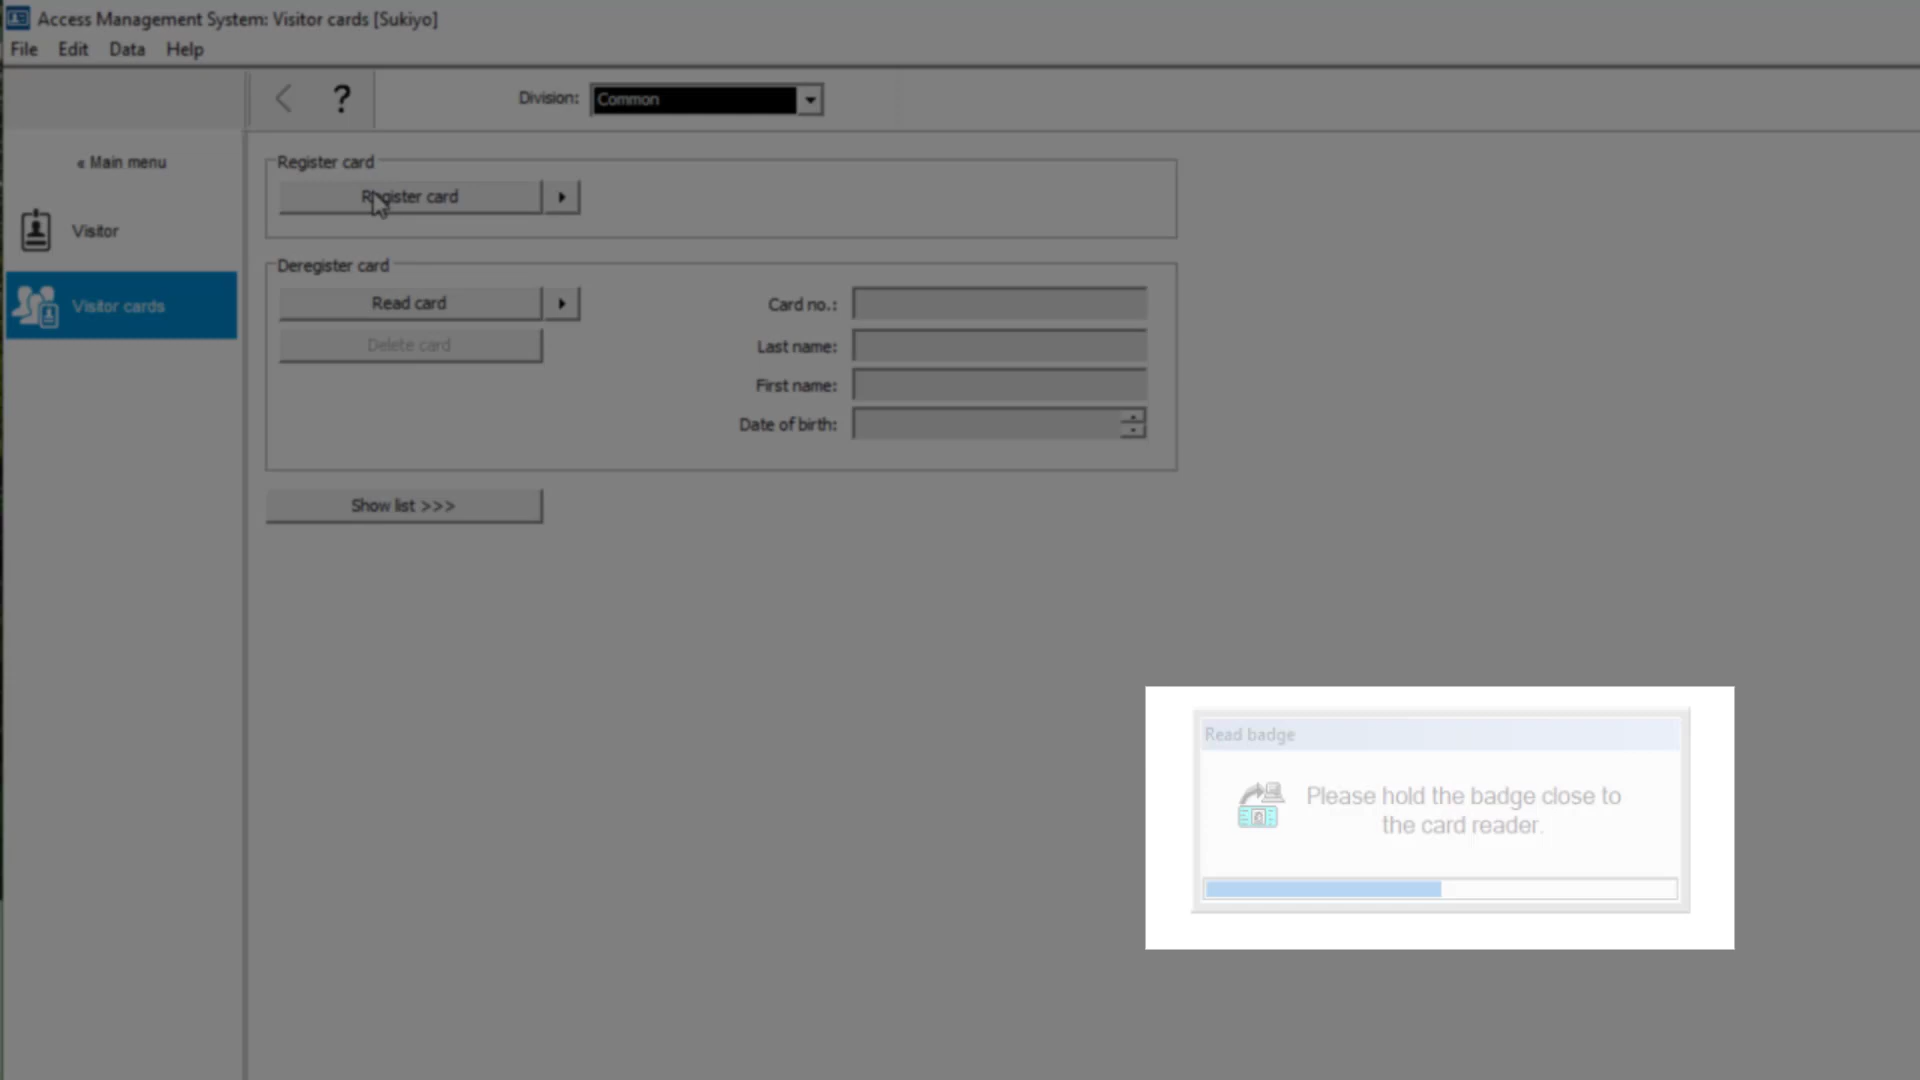 Access Management System: Visitor cards [Sukiyo]
File Edit Data Help
? Division: Common
« Main menu
Visitor
Visitor cards
Register card
Register card
Deregister card
Read card
Delete card
Card no.:
Last name:
First name:
Date of birth:
Show list >>>
Read badge
Please hold the badge close to
the card reader.